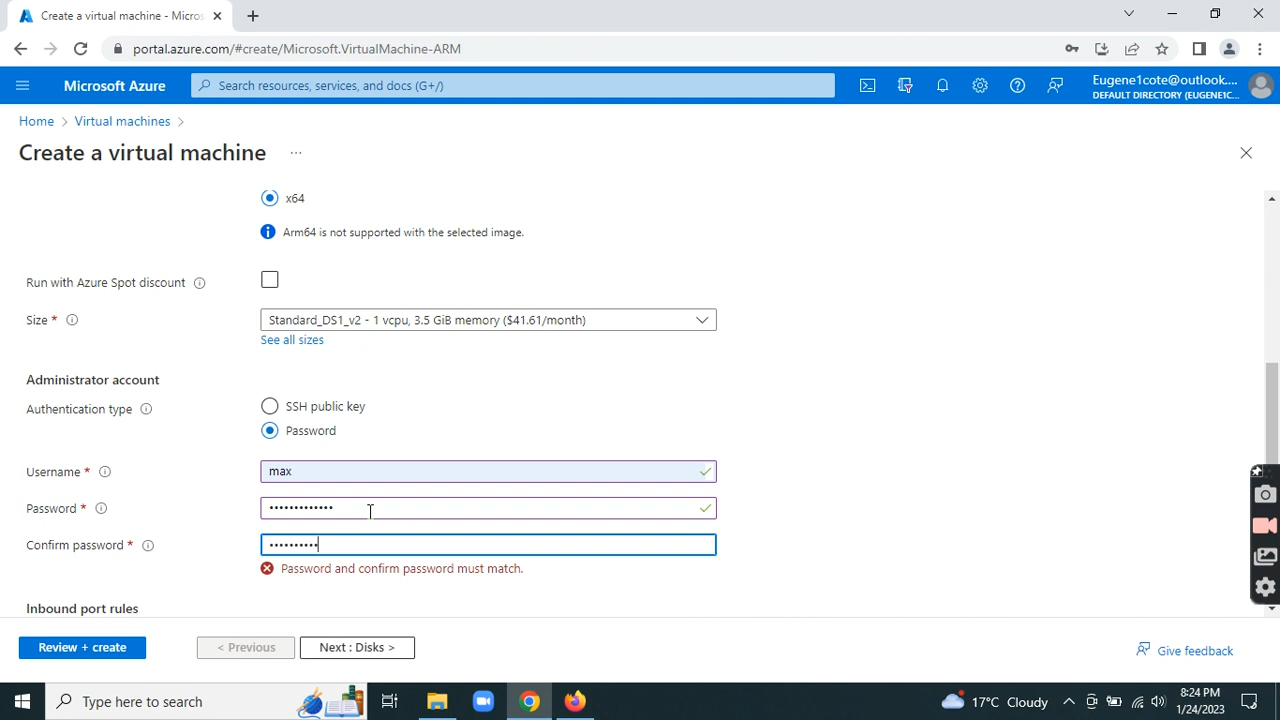 Create a virtual machine - Micros
portal.azure.com/#create/Microsoft.VirtualMachine-ARM
Microsoft Azure
Search resources, services, and docs (G+/)
Eugene1cote@outlook....
DEFAULT DIRECTORY (EUGENE1C...
Home > Virtual machines >
Create a virtual machine ...
x64
Arm64 is not supported with the selected image.
Run with Azure Spot discount
Size *
Standard_DS1_v2 - 1 vcpu, 3.5 GiB memory ($41.61/month)
See all sizes
Administrator account
Authentication type
SSH public key
Password
Username *
max
Password *
•••••••••••••
Confirm password *
••••••••••
Password and confirm password must match.
Inbound port rules
Review + create
< Previous
Next : Disks >
Give feedback
Type here to search
17°C Cloudy
8:24 PM
1/24/2023